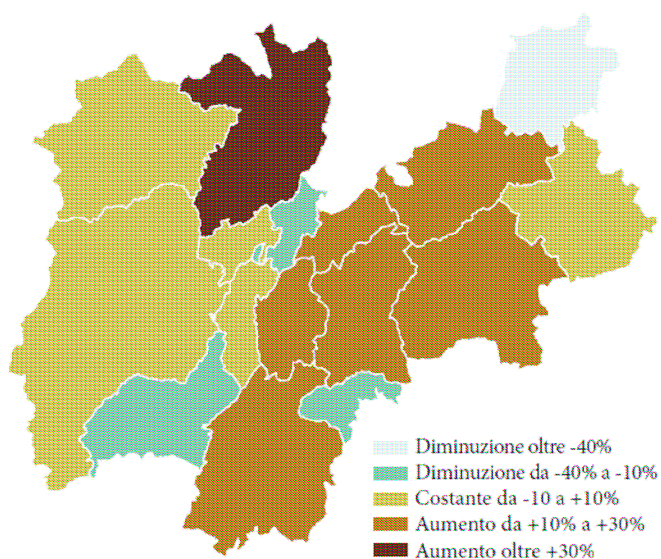 Diminuzione oltre -40%
Diminuzione da -40% a -10%
Costante da -10 a +10%
Aumento da +10% a +30%
Aumento oltre +30%